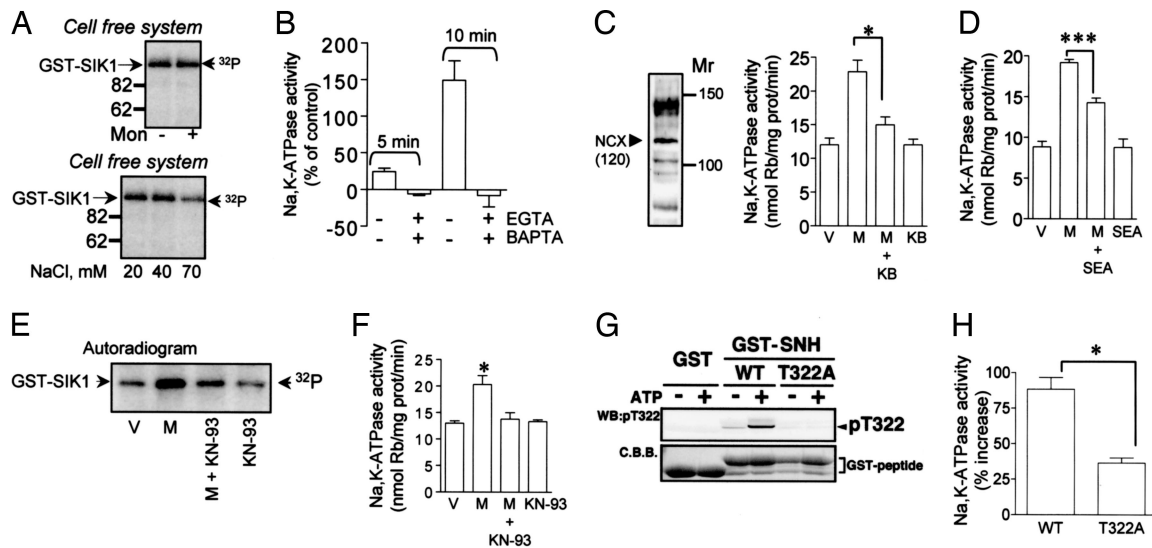 A
Cell free system
GST-SIK1
32P
82
62
Mon - +
Cell free system
GST-SIK1
32P
82
62
NaCl, mM 20 40 70
B
Na,K-ATPase activity
(% of control)
200
150
100
50
0
-50
10 min
5 min
- + - + EGTA
- + - + BAPTA
C
Mr
150
NCX
(120)
100
Na,K-ATPase activity
(nmol Rb/mg prot/min)
25
20
15
10
5
0
*
V M M KB
+
KB
D
Na,K-ATPase activity
(nmol Rb/mg prot/min)
20
15
10
5
0
***
V M M SEA
+
SEA
E
Autoradiogram
GST-SIK1
32P
V
M
M + KN-93
KN-93
F
Na,K-ATPase activity
(nmol Rb/mg prot/min)
25
20
15
10
5
0
*
V M M KN-93
+
KN-93
G
GST-SNH
GST WT T322A
ATP - + - + - +
WB:pT322
pT322
C.B.B.
GST-peptide
H
Na,K-ATPase activity
(% increase)
100
75
50
25
0
*
WT T322A